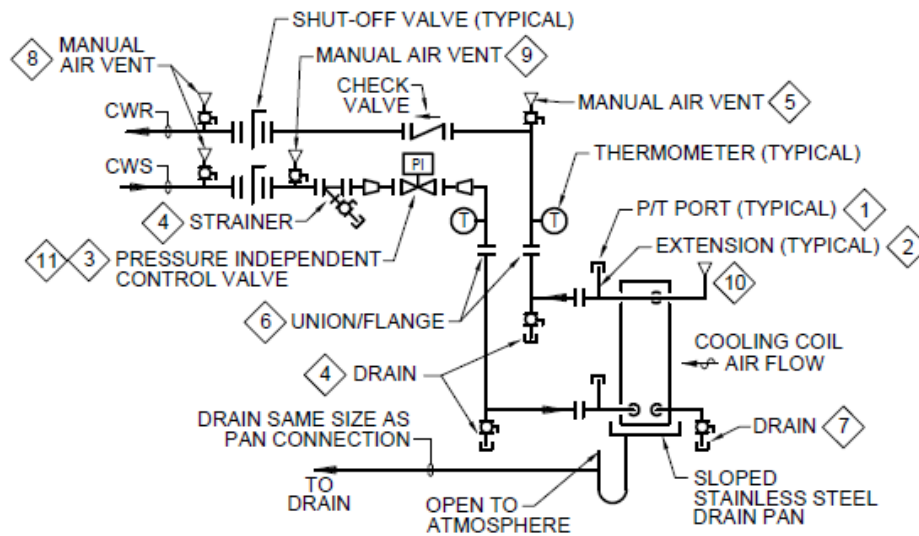 SHUT-OFF VALVE (TYPICAL)
8
MANUAL
AIR VENT
MANUAL
AIR VENT
9
CHECK
VALVE
MANUAL AIR VENT
5
CWR
CWS
PI
THERMOMETER (TYPICAL)
T
T
4
STRAINER
P/T PORT (TYPICAL)
1
11
3
PRESSURE INDEPENDENT
CONTROL VALVE
EXTENSION (TYPICAL)
2
10
6
UNION/FLANGE
COOLING COIL
AIR FLOW
4
DRAIN
DRAIN SAME SIZE AS
PAN CONNECTION
DRAIN
7
TO
DRAIN
OPEN TO
ATMOSPHERE
SLOPED
STAINLESS STEEL
DRAIN PAN